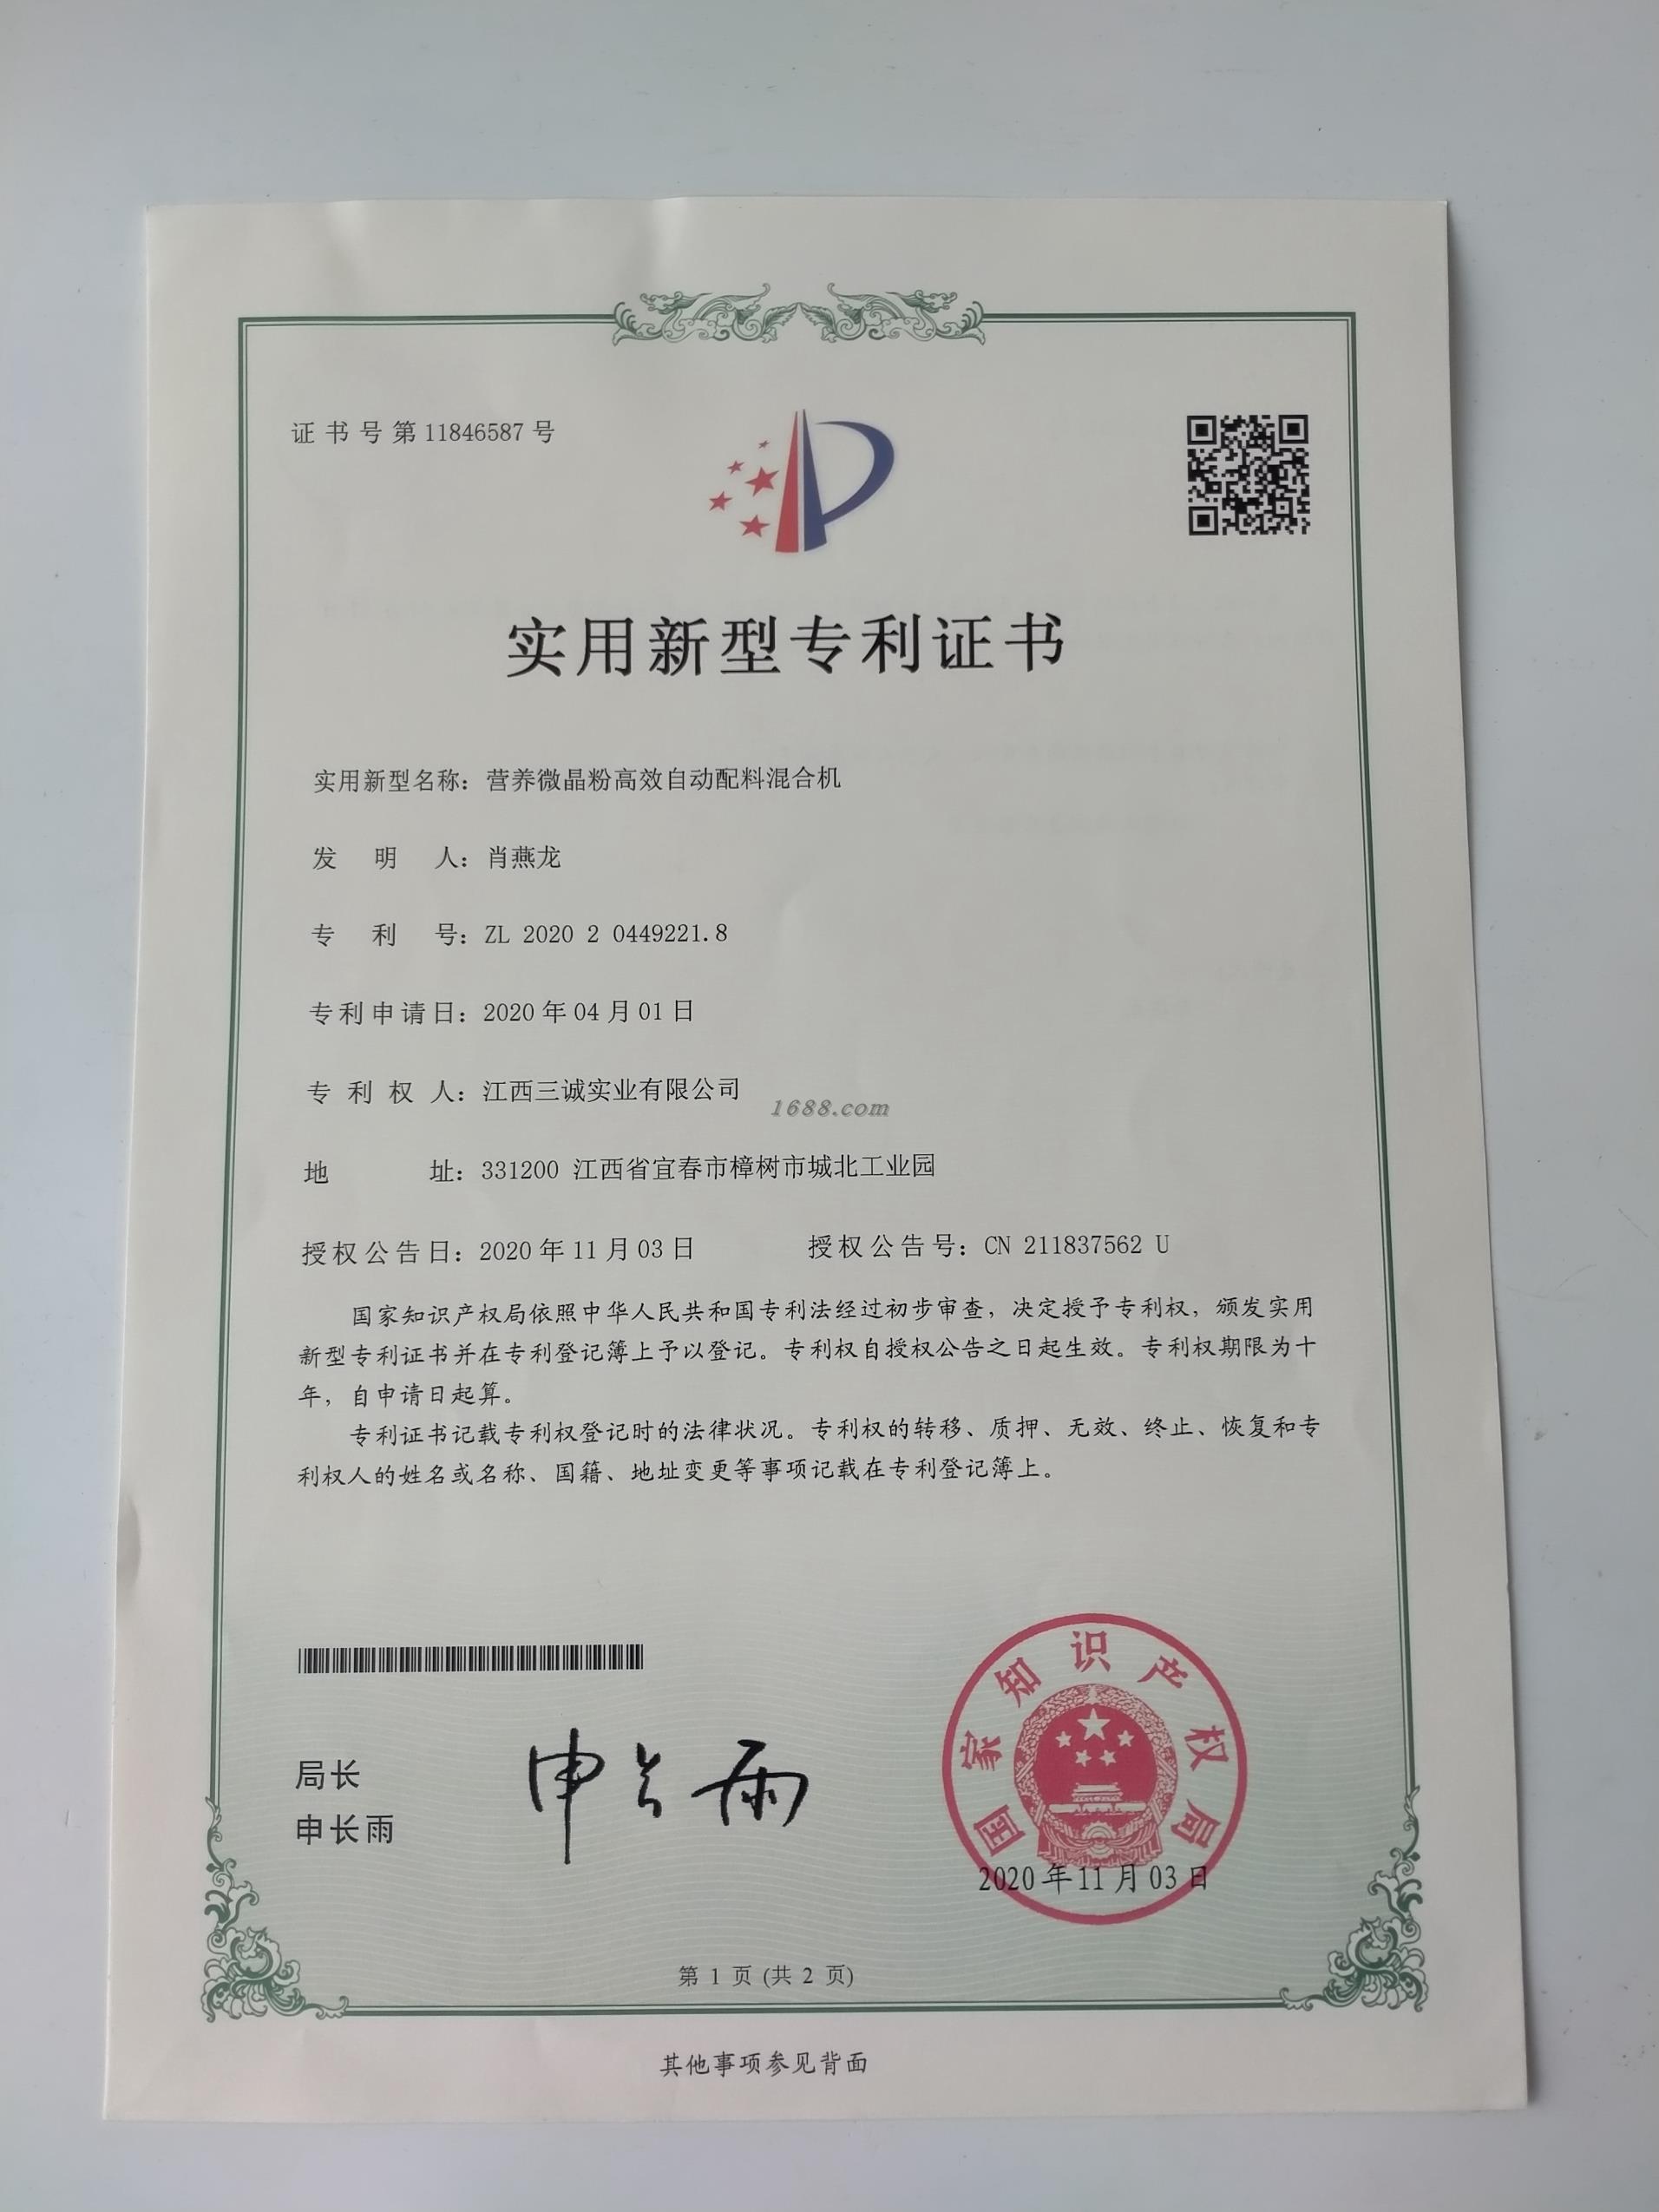 证书号第11846587号
实用新型专利证书
实用新型名称：营养微晶粉高效自动配料混合机
发明人：肖燕龙
专利号：ZL 2020 2 0449221.8
专利申请日：2020年04月01日
专利权人：江西三诚实业有限公司
1688.com
地址：331200 江西省宜春市樟树市城北工业园
授权公告日：2020年11月03日 授权公告号：CN 211837562 U
国家知识产权局依照中华人民共和国专利法经过初步审查，决定授予专利权，颁发实用
新型专利证书并在专利登记簿上予以登记。专利权自授权公告之日起生效。专利权期限为十
年，自申请日起算。
专利证书记载专利权登记时的法律状况。专利权的转移、质押、无效、终止、恢复和专
利权人的姓名或名称、国籍、地址变更等事项记载在专利登记簿上。
局长
申长雨
申长雨
国家知识产权局
2020年11月03日
第 1 页 (共 2 页)
其他事项参见背面